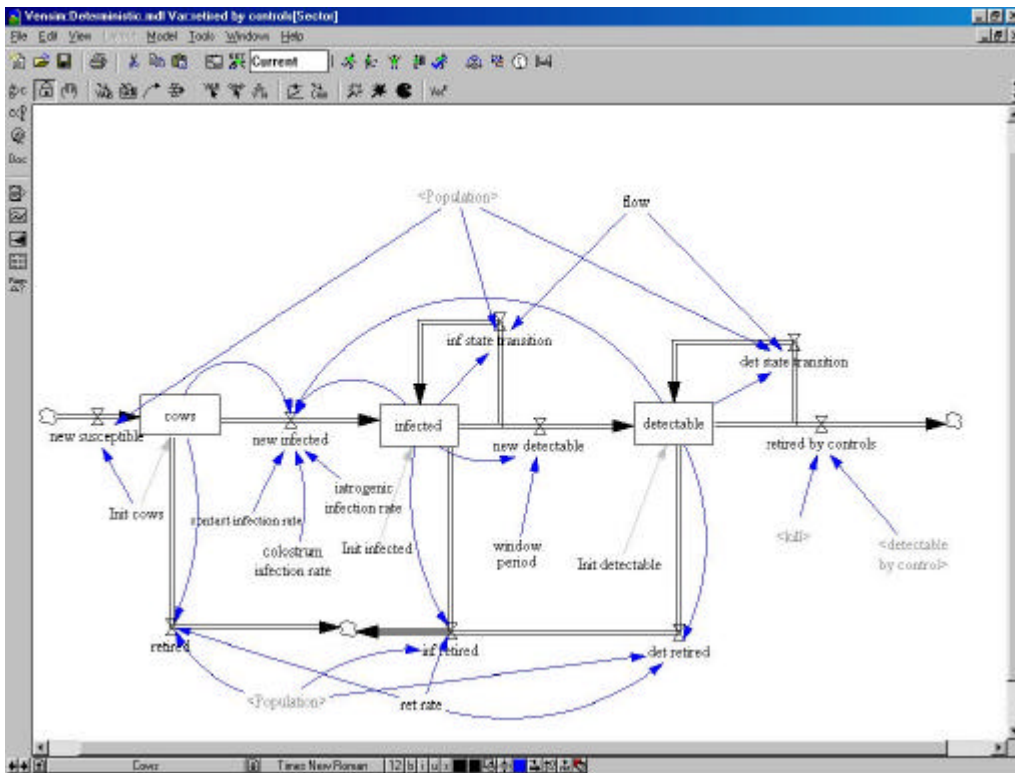 Vensim:Deterministic.mdl Var:retired by controls[Sector]
File Edit View Layout Model Tools Windows Help
Current
<Population>
flow
inf state transition
det state transition
cows
infected
detectable
new susceptible
new infected
new detectable
retired by controls
Init cows
contact infection rate
iatrogenic
infection rate
colostrum
infection rate
Init infected
window
period
Init detectable
<kill>
<detectable
by control>
retired
inf retired
det retired
<Population>
ret rate
Cows
Times New Roman
12 b i u s